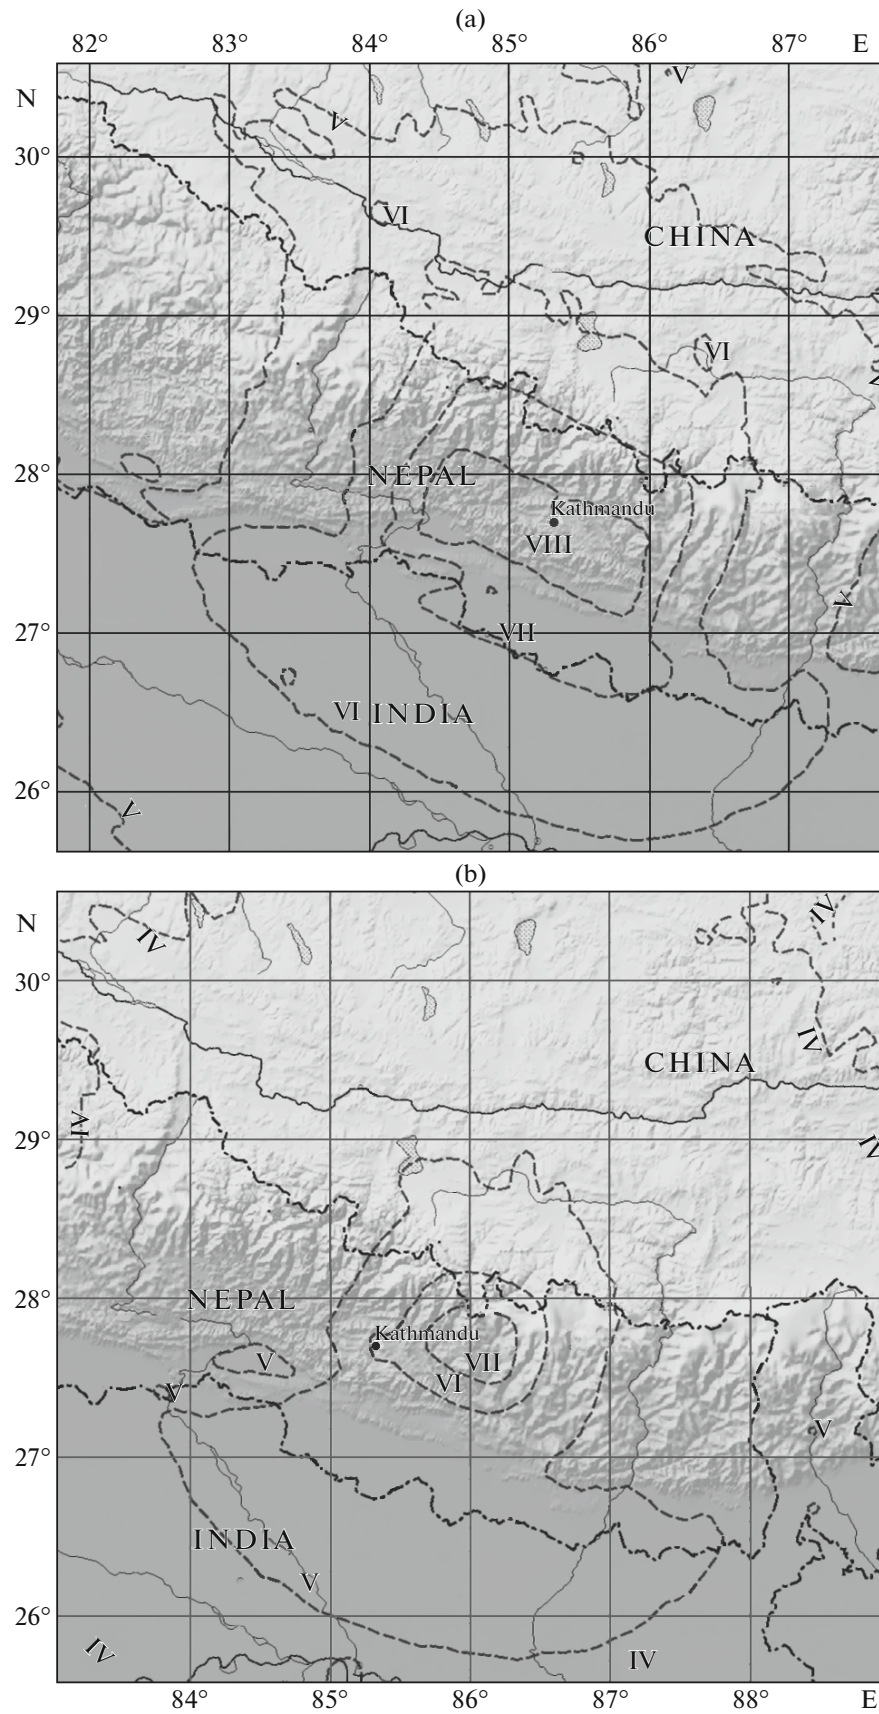 (a)
82° 83° 84° 85° 86° 87° E
N
V
V
30°
VI
CHINA
29°
VI
V
28°
NEPAL
Kathmandu
VIII
V
27°
VII
VI INDIA
26°
V
(b)
N
IV
IV
30°
IV
CHINA
IV
29°
IV
28°
NEPAL
Kathmandu
V
VII
VI
V
V
27°
INDIA
V
26°
IV
IV
84° 85° 86° 87° 88° E